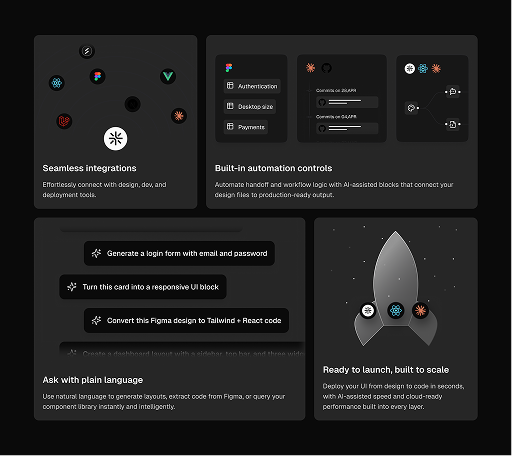 Seamless integrations
Effortlessly connect with design, dev, and
deployment tools.
Authentication
Desktop size
Payments
Commits on 25,APR
Commits on 04,APR
Built-in automation controls
Automate handoff and workflow logic with AI-assisted blocks that connect your
design files to production-ready output.
Generate a login form with email and password
Turn this card into a responsive UI block
Convert this Figma design to Tailwind + React code
Create a dashboard layout with a sidebar, top bar, and three wide
Ask with plain language
Use natural language to generate layouts, extract code from Figma, or query your
component library instantly and intelligently.
Ready to launch, built to scale
Deploy your UI from design to code in seconds,
with AI-assisted speed and cloud-ready
performance built into every layer.